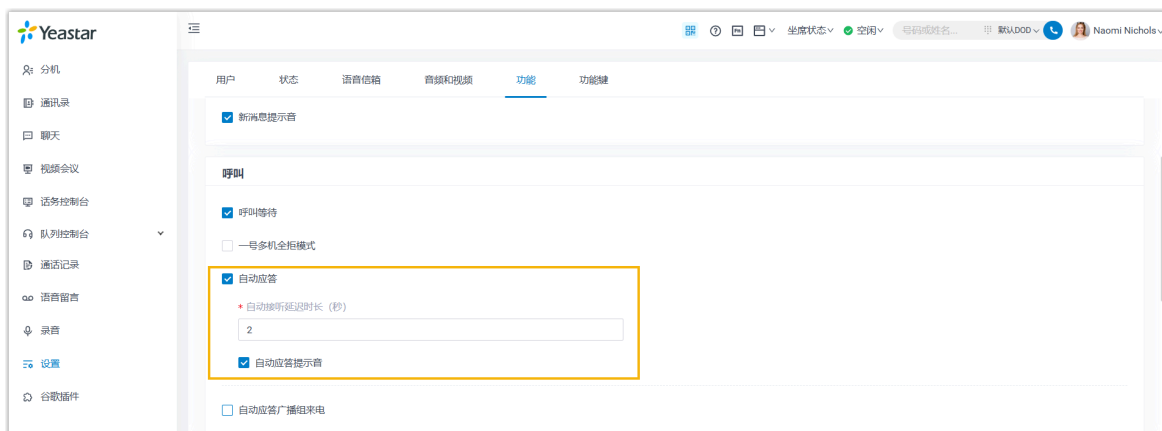 Yeastar
坐席状态
空闲
号码或姓名...
默认DOD
Naomi Nichols
分机
通讯录
聊天
视频会议
话务控制台
队列控制台
通话记录
语音留言
录音
设置
谷歌插件
用户
状态
语音信箱
音频和视频
功能
功能键
新消息提示音
呼叫
呼叫等待
一号多机全拒模式
自动应答
* 自动接听延迟时长（秒）
2
自动应答提示音
自动应答广播组来电